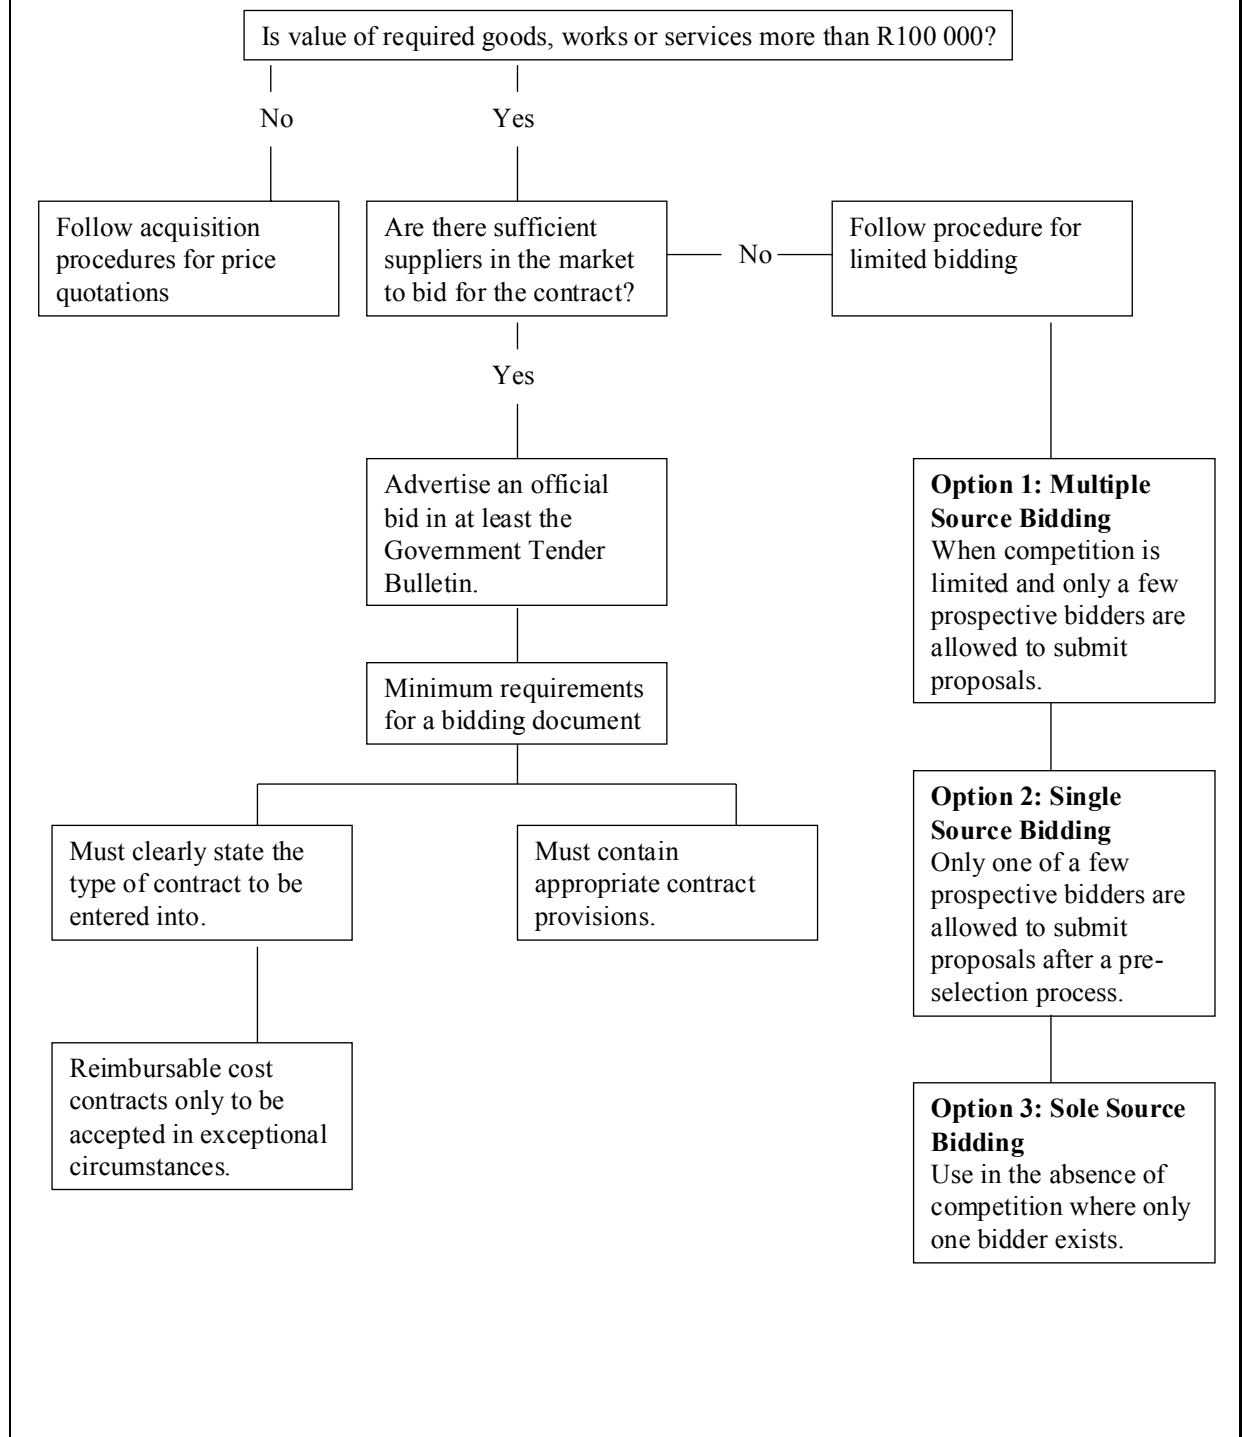 Is value of required goods, works or services more than R100 000?
No
Yes
Follow acquisition
procedures for price
quotations
Are there sufficient
suppliers in the market
to bid for the contract?
No
Follow procedure for
limited bidding
Yes
Advertise an official
bid in at least the
Government Tender
Bulletin.
Minimum requirements
for a bidding document
Must clearly state the
type of contract to be
entered into.
Must contain
appropriate contract
provisions.
Reimbursable cost
contracts only to be
accepted in exceptional
circumstances.
Option 1: Multiple
Source Bidding
When competition is
limited and only a few
prospective bidders are
allowed to submit
proposals.
Option 2: Single
Source Bidding
Only one of a few
prospective bidders are
allowed to submit
proposals after a pre-
selection process.
Option 3: Sole Source
Bidding
Use in the absence of
competition where only
one bidder exists.